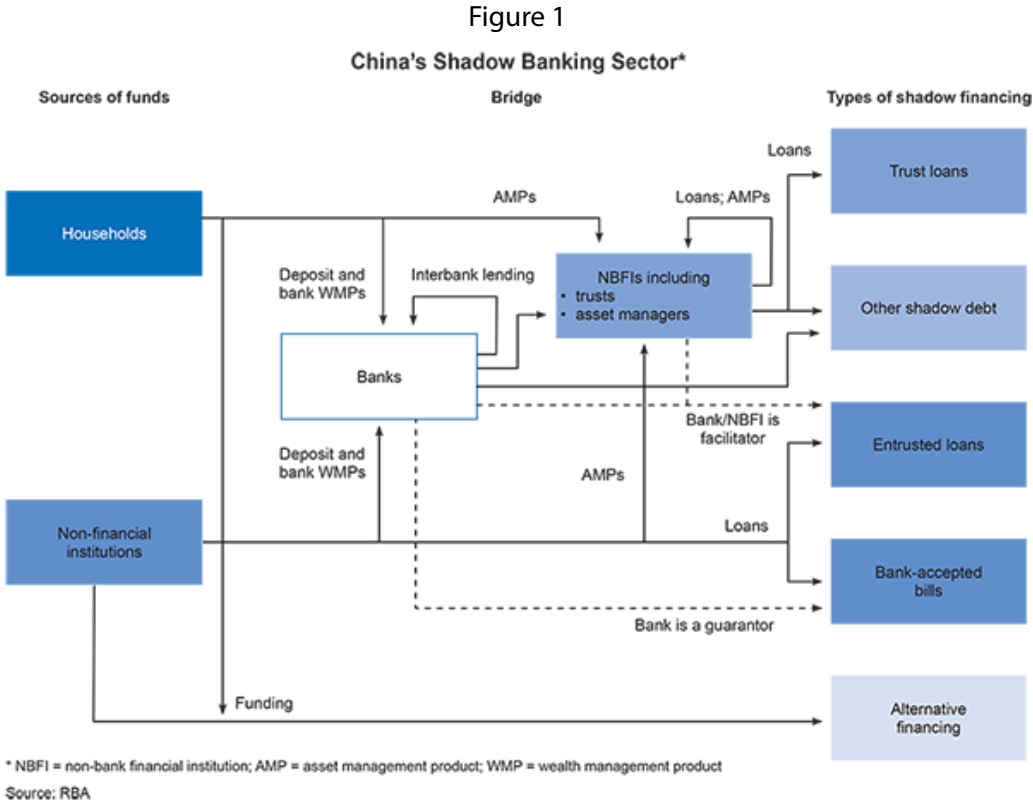 Figure 1
China's Shadow Banking Sector*
Sources of funds
Bridge
Types of shadow financing
Loans
Trust loans
AMPs
Loans; AMPs
Households
Deposit and
bank WMPs
Interbank lending
NBFIs including
• trusts
• asset managers
Other shadow debt
Banks
Bank/NBFI is
facilitator
Entrusted loans
Deposit and
bank WMPs
AMPs
Loans
Non-financial
institutions
Bank-accepted
bills
Bank is a guarantor
Funding
Alternative
financing
* NBFI = non-bank financial institution; AMP = asset management product; WMP = wealth management product
Source: RBA